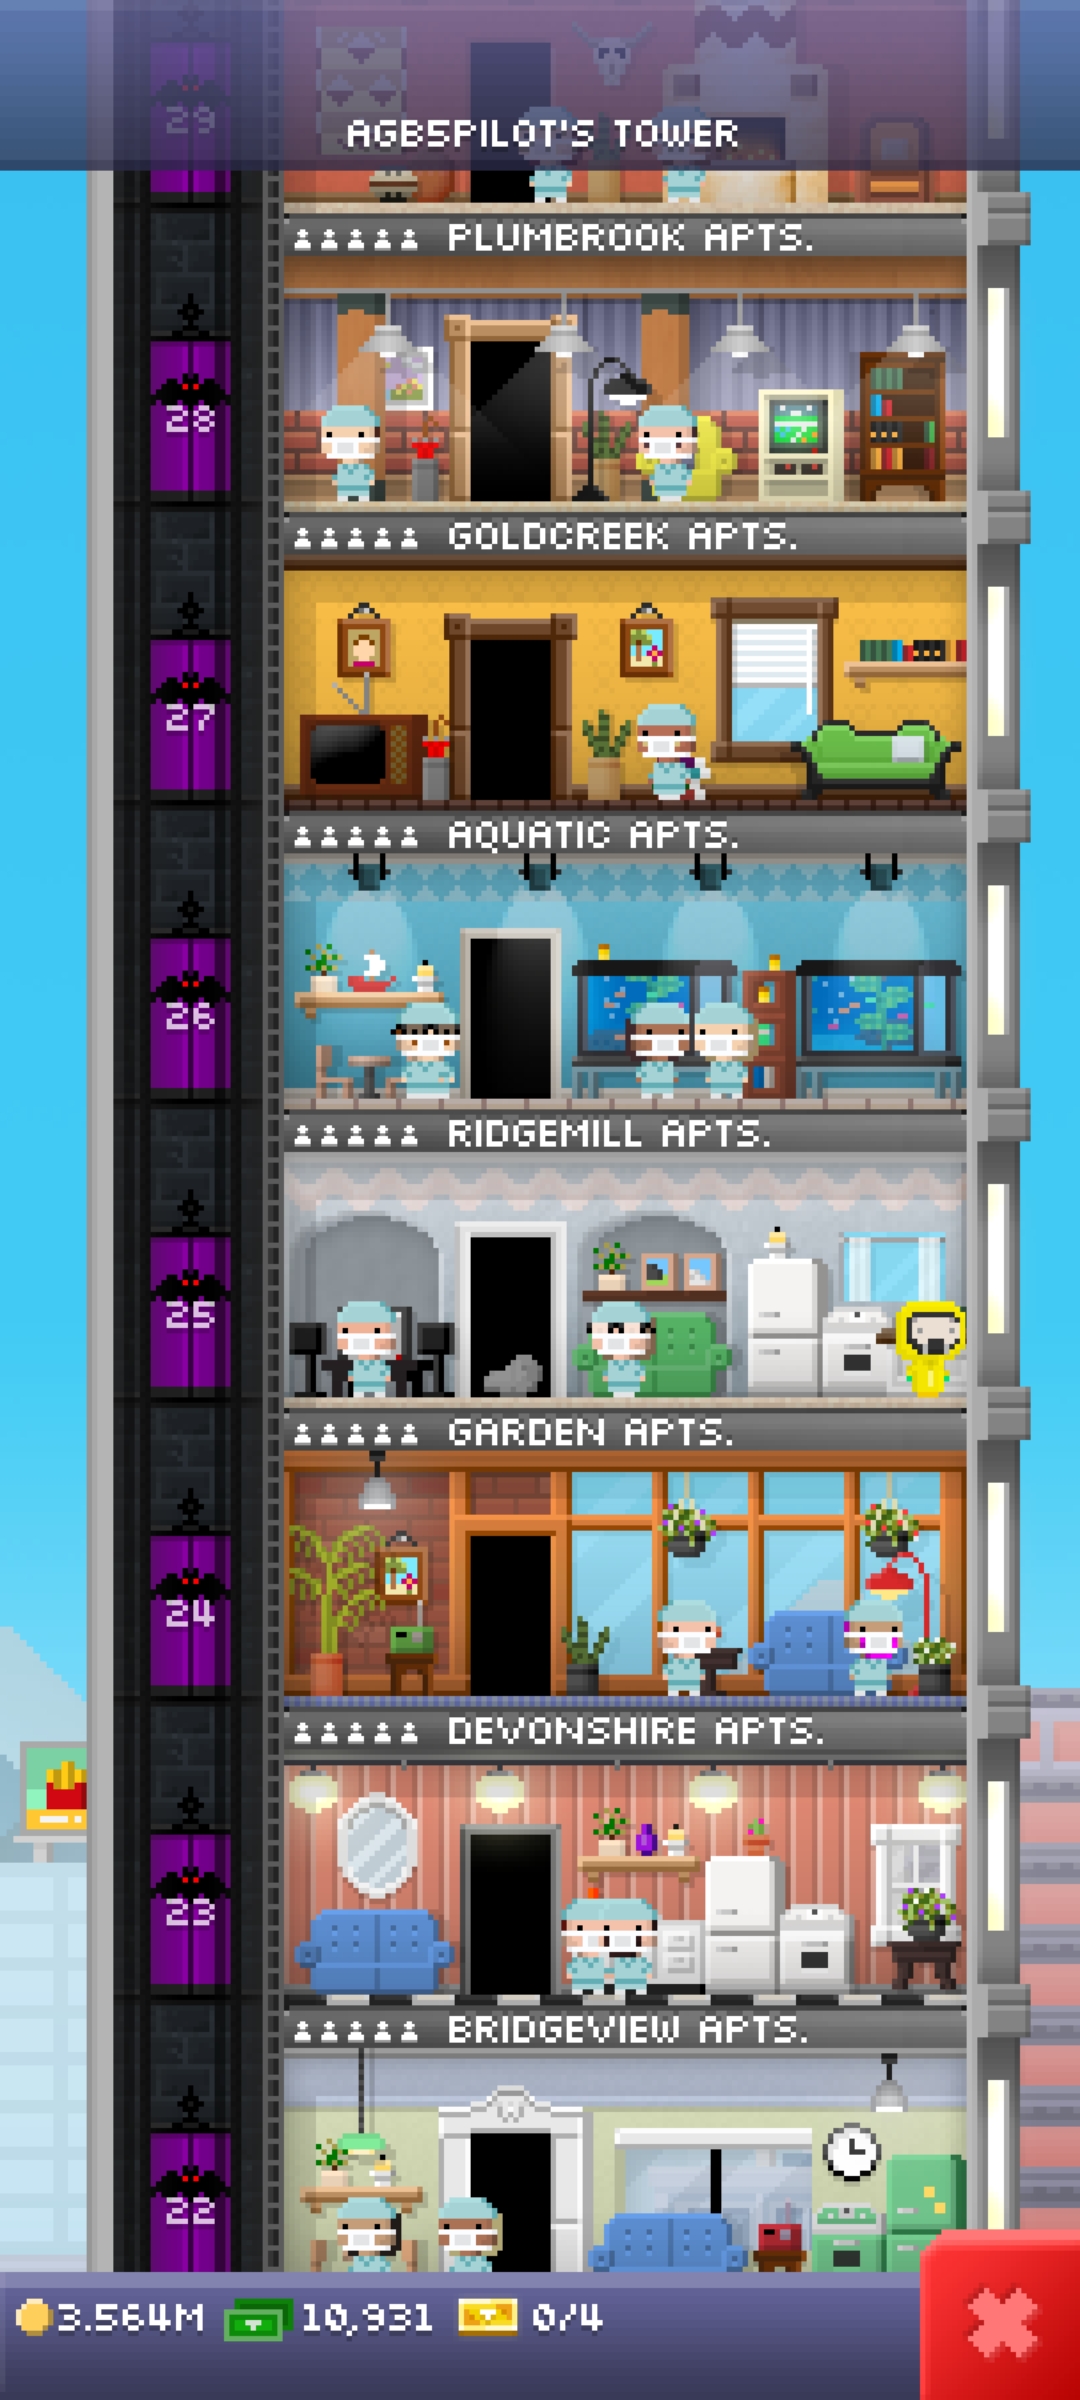 29
AGB5PILOT'S TOWER
PLUMBROOK APTS.
28
GOLDCREEK APTS.
27
AQUATIC APTS.
26
RIDGEMILL APTS.
25
GARDEN APTS.
24
DEVONSHIRE APTS.
23
BRIDGEVIEW APTS.
22
3.564M 10,931 0/4